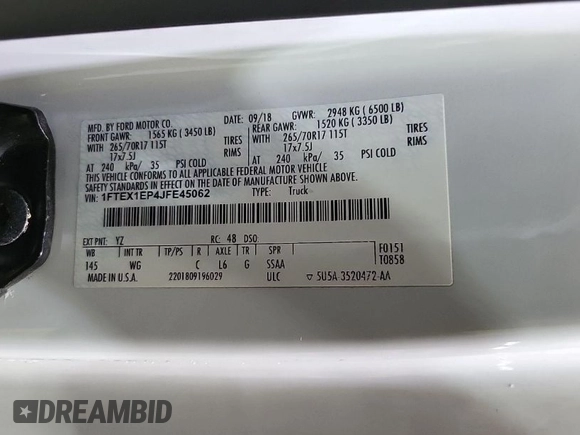 MFD. BY FORD MOTOR CO. DATE: 09/18 GVWR: 2948 KG ( 6500 LB)
FRONT GAWR: 1565 KG ( 3450 LB) REAR GAWR: 1520 KG ( 3350 LB)
WITH 265/70R17 115T TIRES WITH 265/70R17 115T TIRES
17x7.5J RIMS 17x7.5J RIMS
AT 240 kPa/ 35 PSI COLD AT 240 kPa/ 35 PSI COLD
THIS VEHICLE CONFORMS TO ALL APPLICABLE FEDERAL MOTOR VEHICLE
SAFETY STANDARDS IN EFFECT ON THE DATE OF MANUFACTURE SHOWN ABOVE.
VIN: 1FTEX1EP4JFE45062 TYPE: Truck
EXT PNT: YZ RC: 48 DSO: F0151
WB INT TR TP/PS R AXLE TR SPR T0858
145 WG C L6 G SSAA
MADE IN U.S.A. 2201809196029 ULC ▽ 5U5A-3520472-AA
DREAMBID